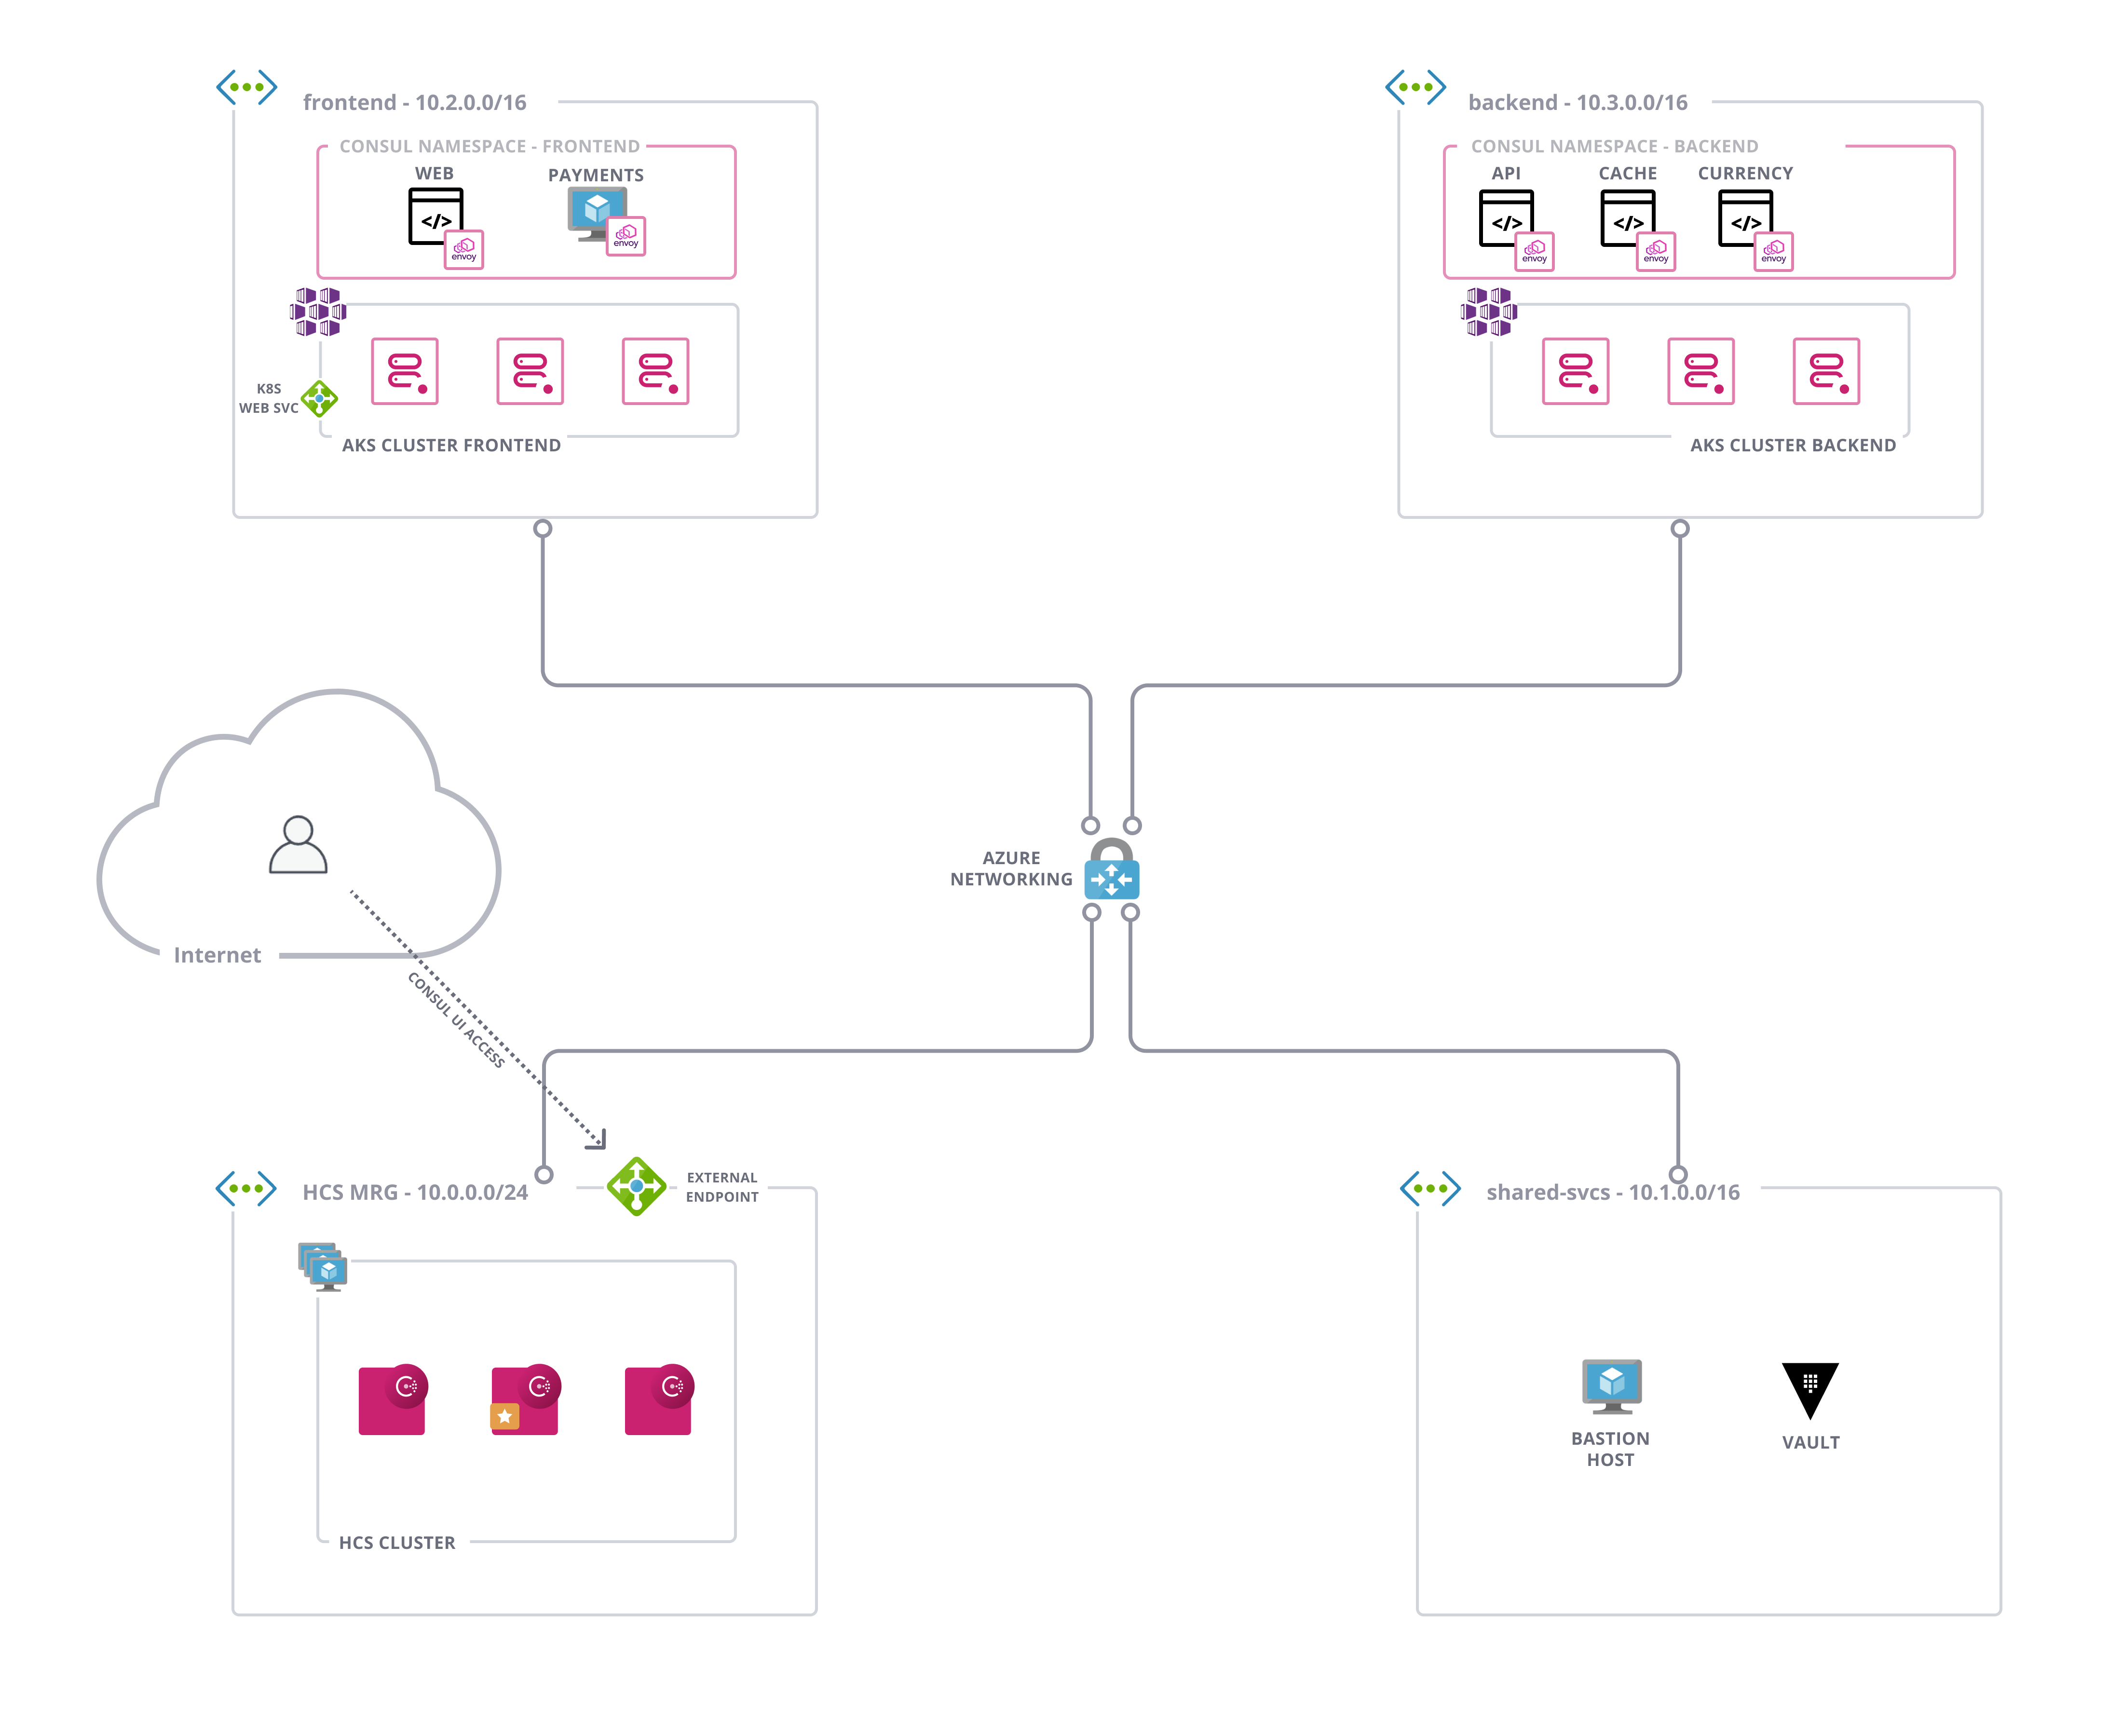 frontend - 10.2.0.0/16
CONSUL NAMESPACE - FRONTEND
WEB
PAYMENTS
</>
envoy
envoy
K8S
WEB SVC
AKS CLUSTER FRONTEND
backend - 10.3.0.0/16
CONSUL NAMESPACE - BACKEND
API
CACHE
CURRENCY
</>
</>
</>
envoy
envoy
envoy
AKS CLUSTER BACKEND
AZURE
NETWORKING
Internet
CONSUL UI ACCESS
HCS MRG - 10.0.0.0/24
EXTERNAL
ENDPOINT
HCS CLUSTER
shared-svcs - 10.1.0.0/16
BASTION
HOST
VAULT